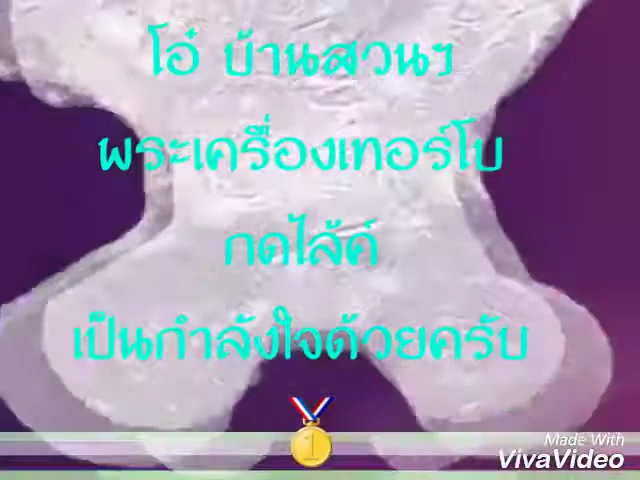 โอ๋ บ้านสวนฯ
พระเครื่องเทอร์โบ
กดไล้ค์
เป็นกำลังใจด้วยครับ
1
Made With
VivaVideo